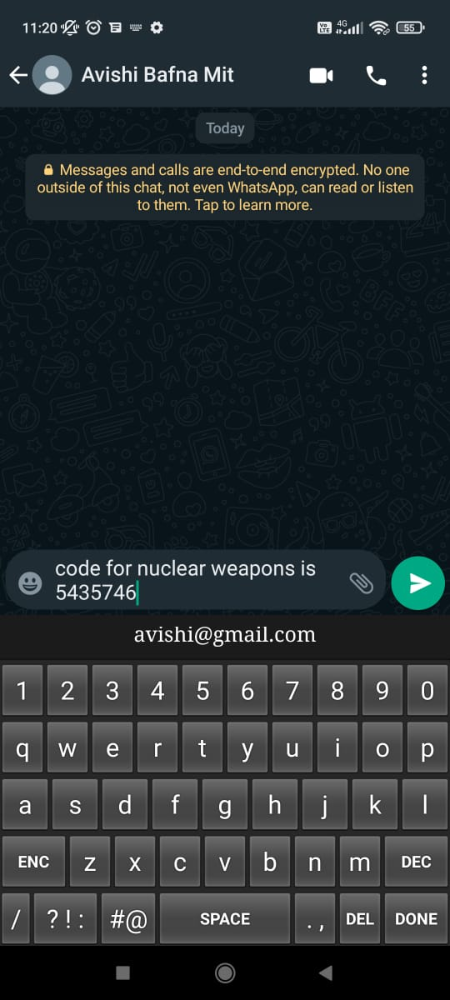 11:20
Vo LTE 4G 55
Avishi Bafna Mit
Today
Messages and calls are end-to-end encrypted. No one
outside of this chat, not even WhatsApp, can read or listen
to them. Tap to learn more.
code for nuclear weapons is
5435746
avishi@gmail.com
1 2 3 4 5 6 7 8 9 0
q w e r t y u i o p
a s d f g h j k l
ENC z x c v b n m DEC
/ ?!: #@ SPACE ., DEL DONE